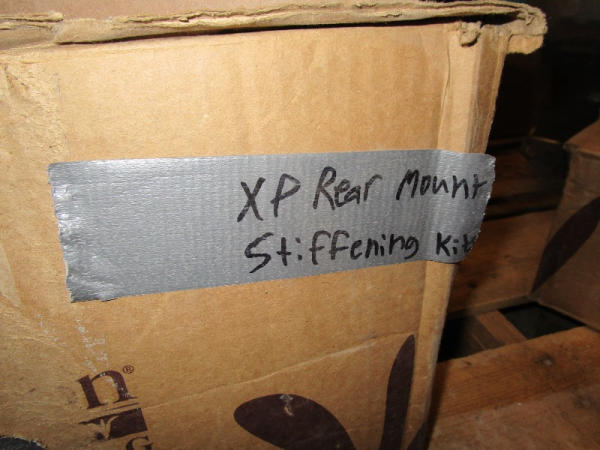 XP Rear Mount
Stiffening Kit
n®
G